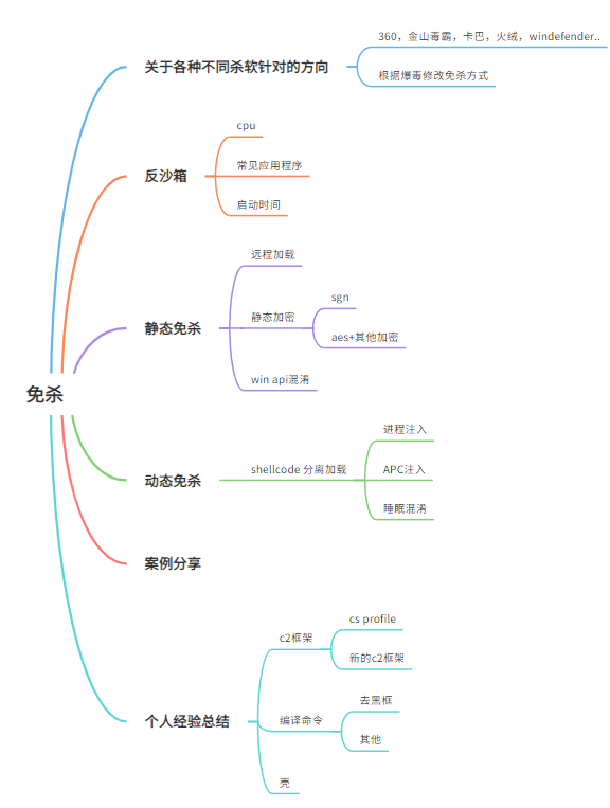 360，金山毒霸，卡巴，火绒，windefender..
关于各种不同杀软针对的方向
根据爆毒修改免杀方式
cpu
反沙箱
常见应用程序
启动时间
远程加载
静态免杀
静态加密
sgn
aes+其他加密
win api混淆
免杀
进程注入
动态免杀
shellcode 分离加载
APC注入
睡眠混淆
案例分享
cs profile
c2框架
新的c2框架
去黑框
个人经验总结
编译命令
其他
壳